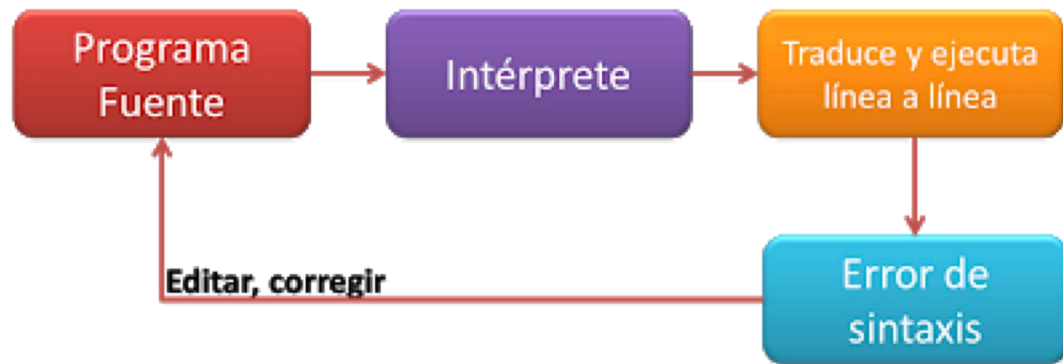 Programa
Fuente
Intérprete
Traduce y ejecuta
línea a línea
Editar, corregir
Error de
sintaxis